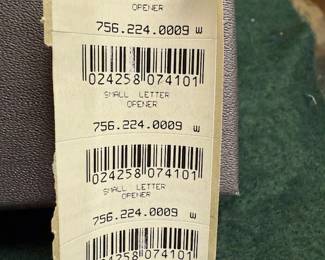 OPENER
756.224.0009 W
024258 074101
SMALL LETTER
OPENER
756.224.0009 W
024258 074101
SMALL LETTER
OPENER
756.224.0009 W